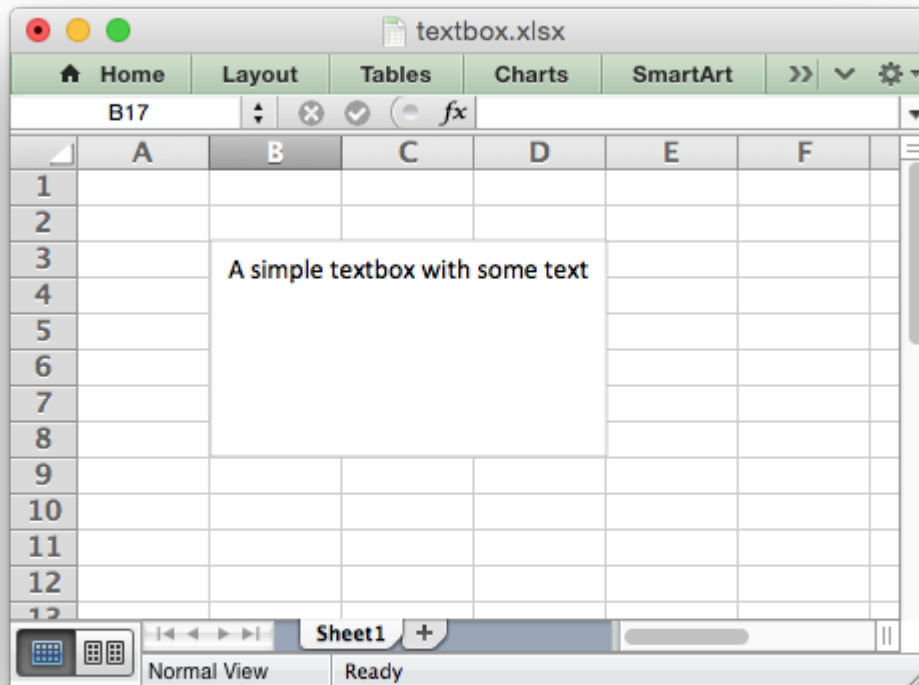 textbox.xlsx
Home Layout Tables Charts SmartArt
B17 fx
A B C D E F
1
2
3
A simple textbox with some text
4
5
6
7
8
9
10
11
12
13
Sheet1 +
Normal View Ready